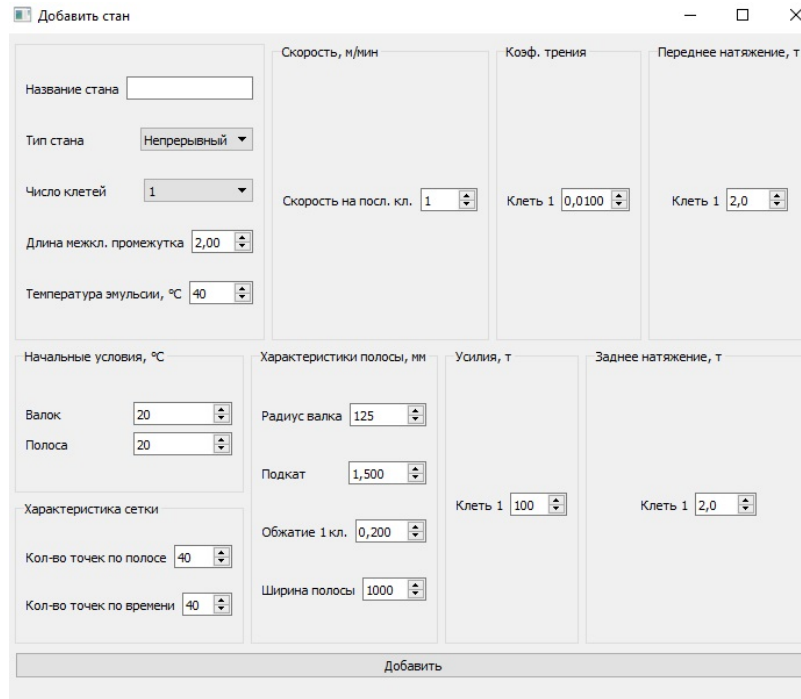 Добавить стан
Название стана
Тип стана Непрерывный
Число клетей 1
Длина межкл. промежутка 2,00
Температура эмульсии, °C 40
Скорость, м/мин
Скорость на посл. кл. 1
Коэф. трения
Клеть 1 0,0100
Переднее натяжение, т
Клеть 1 2,0
Начальные условия, °C
Валок 20
Полоса 20
Характеристика сетки
Кол-во точек по полосе 40
Кол-во точек по времени 40
Характеристики полосы, мм
Радиус валка 125
Подкат 1,500
Обжатие 1 кл. 0,200
Ширина полосы 1000
Усилия, т
Клеть 1 100
Заднее натяжение, т
Клеть 1 2,0
Добавить